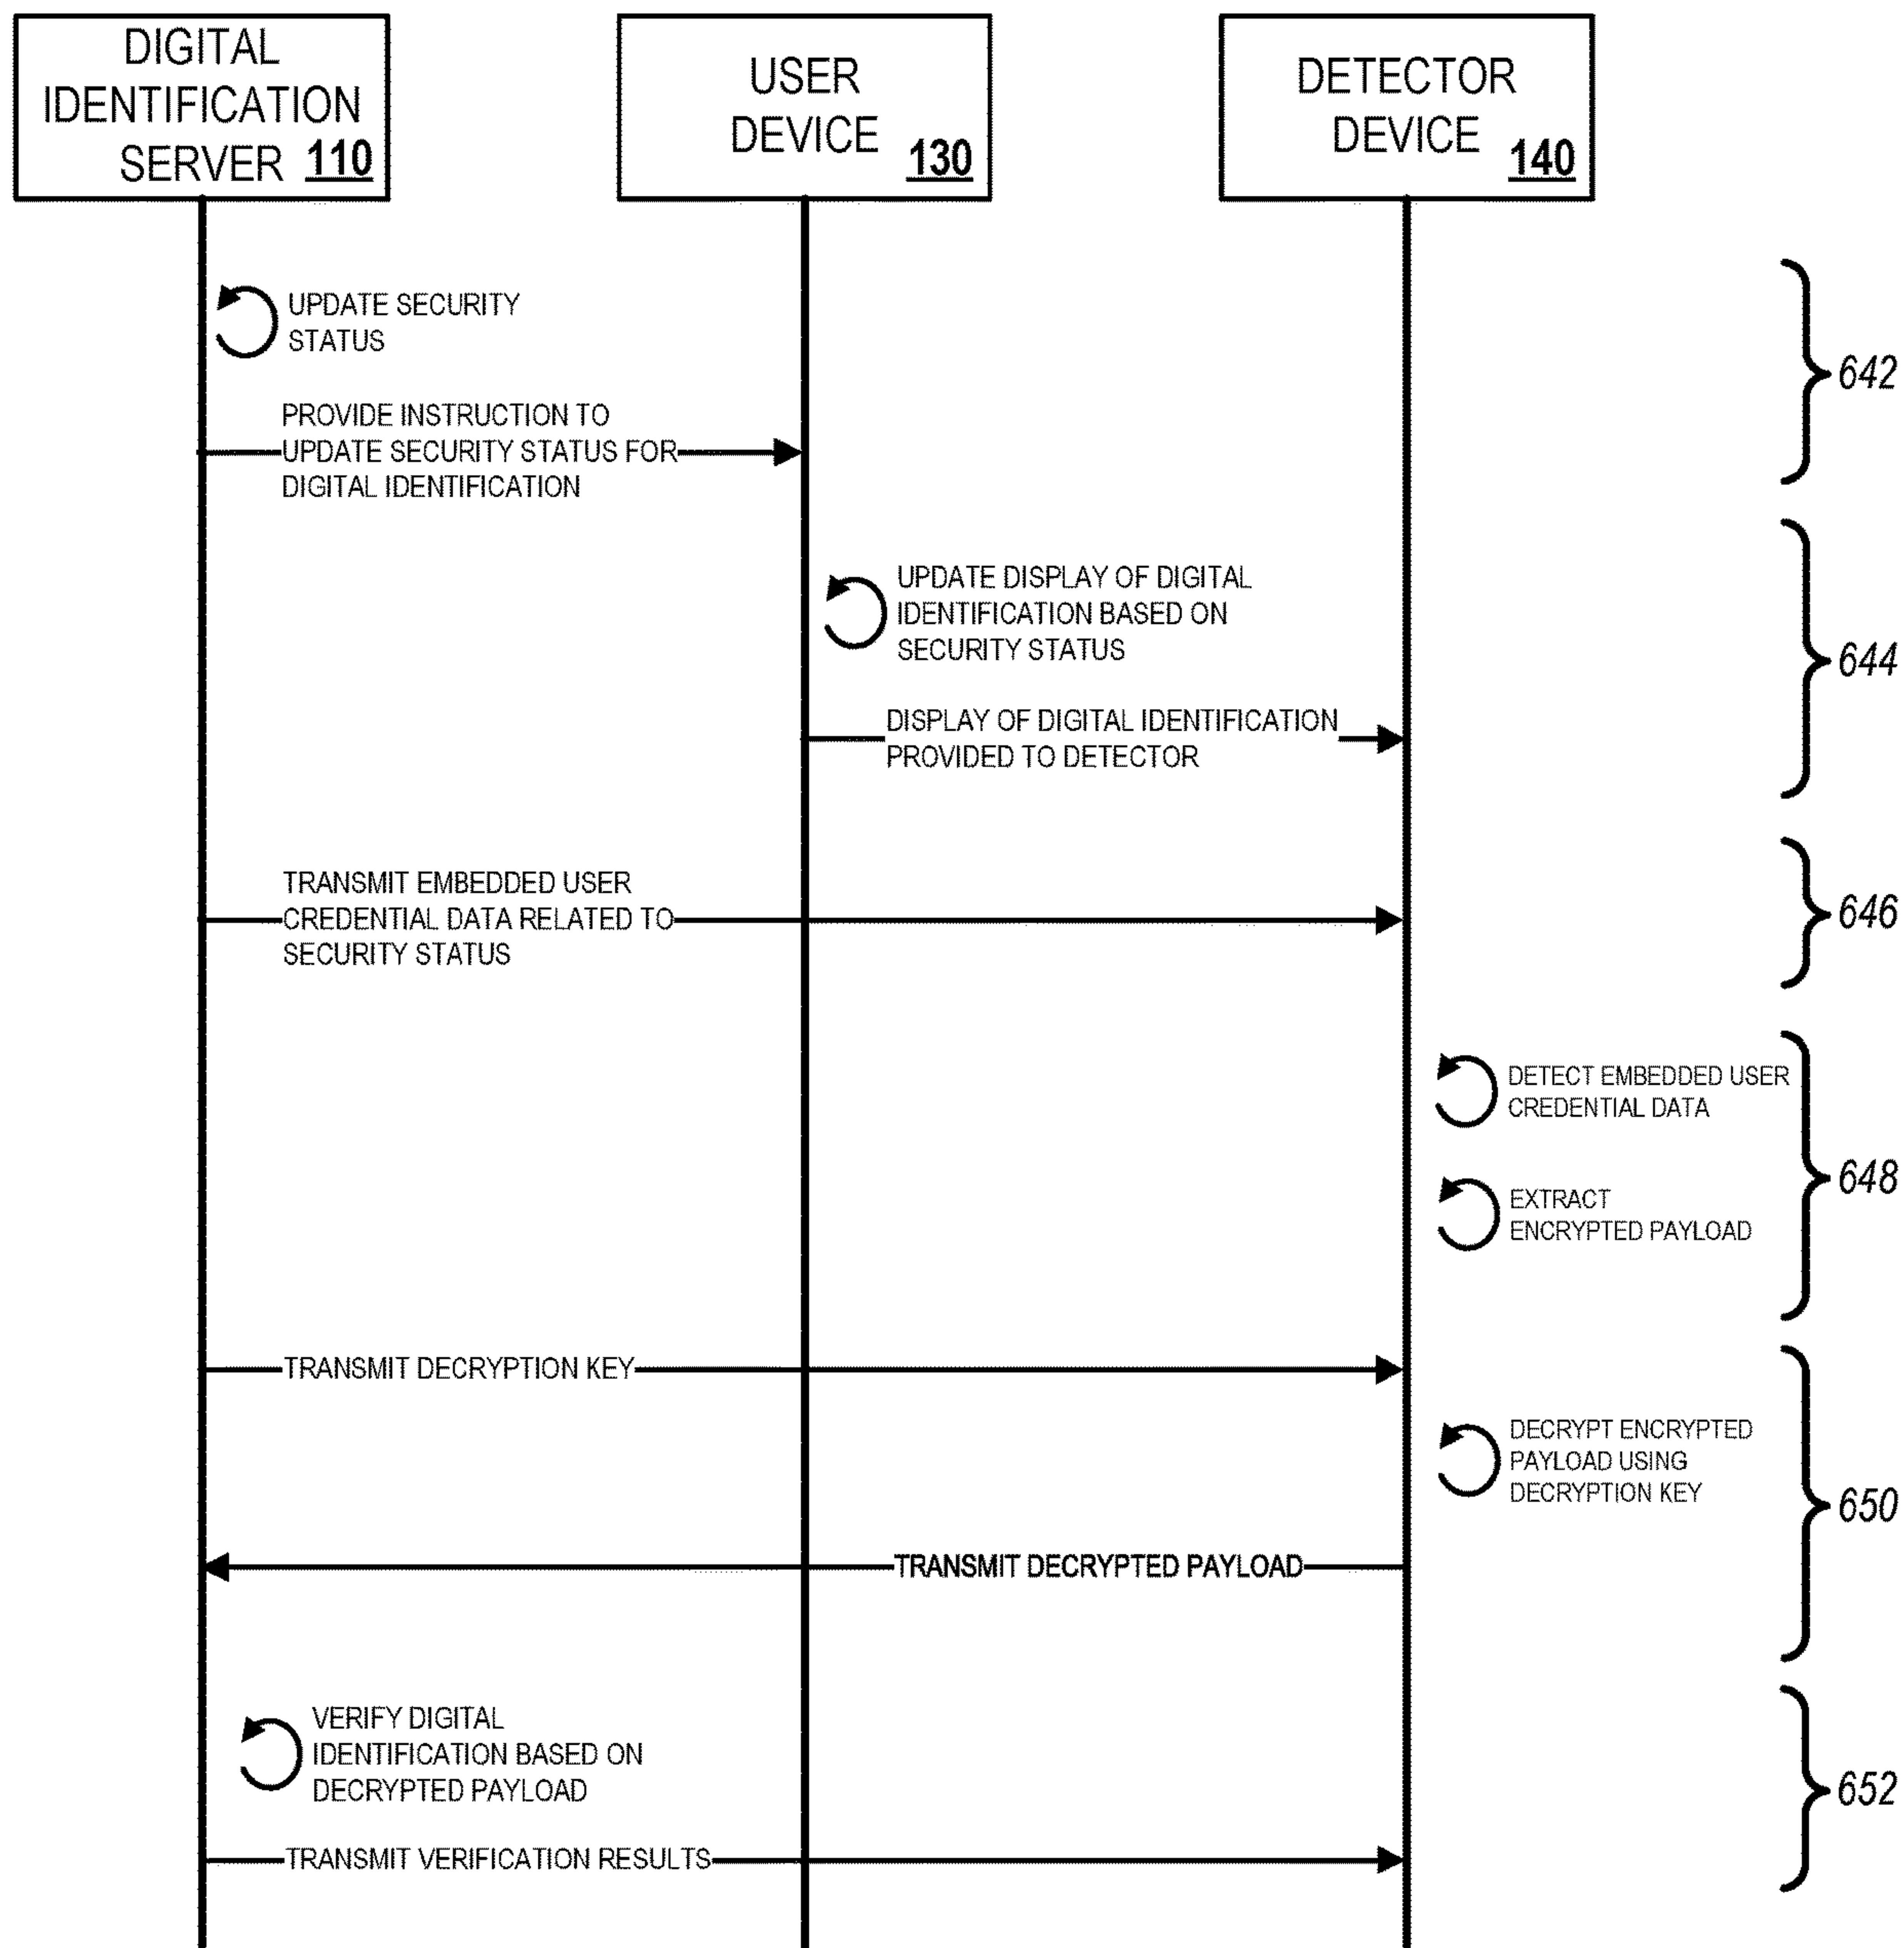 DIGITAL
IDENTIFICATION
SERVER 110
USER
DEVICE 130
DETECTOR
DEVICE 140
UPDATE SECURITY
STATUS
642
PROVIDE INSTRUCTION TO
UPDATE SECURITY STATUS FOR
DIGITAL IDENTIFICATION
UPDATE DISPLAY OF DIGITAL
IDENTIFICATION BASED ON
SECURITY STATUS
644
DISPLAY OF DIGITAL IDENTIFICATION
PROVIDED TO DETECTOR
TRANSMIT EMBEDDED USER
CREDENTIAL DATA RELATED TO
SECURITY STATUS
646
DETECT EMBEDDED USER
CREDENTIAL DATA
648
EXTRACT
ENCRYPTED PAYLOAD
TRANSMIT DECRYPTION KEY
DECRYPT ENCRYPTED
PAYLOAD USING
DECRYPTION KEY
650
TRANSMIT DECRYPTED PAYLOAD
VERIFY DIGITAL
IDENTIFICATION BASED ON
DECRYPTED PAYLOAD
652
TRANSMIT VERIFICATION RESULTS